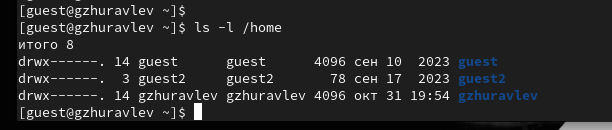 [guest@gzhuravlev ~]$
[guest@gzhuravlev ~]$ ls -l /home
итого 8
drwx------. 14 guest      guest      4096 сен 10  2023 guest
drwx------.  3 guest2     guest2       78 сен 17  2023 guest2
drwx------. 14 gzhuravlev gzhuravlev 4096 окт 31 19:54 gzhuravlev
[guest@gzhuravlev ~]$